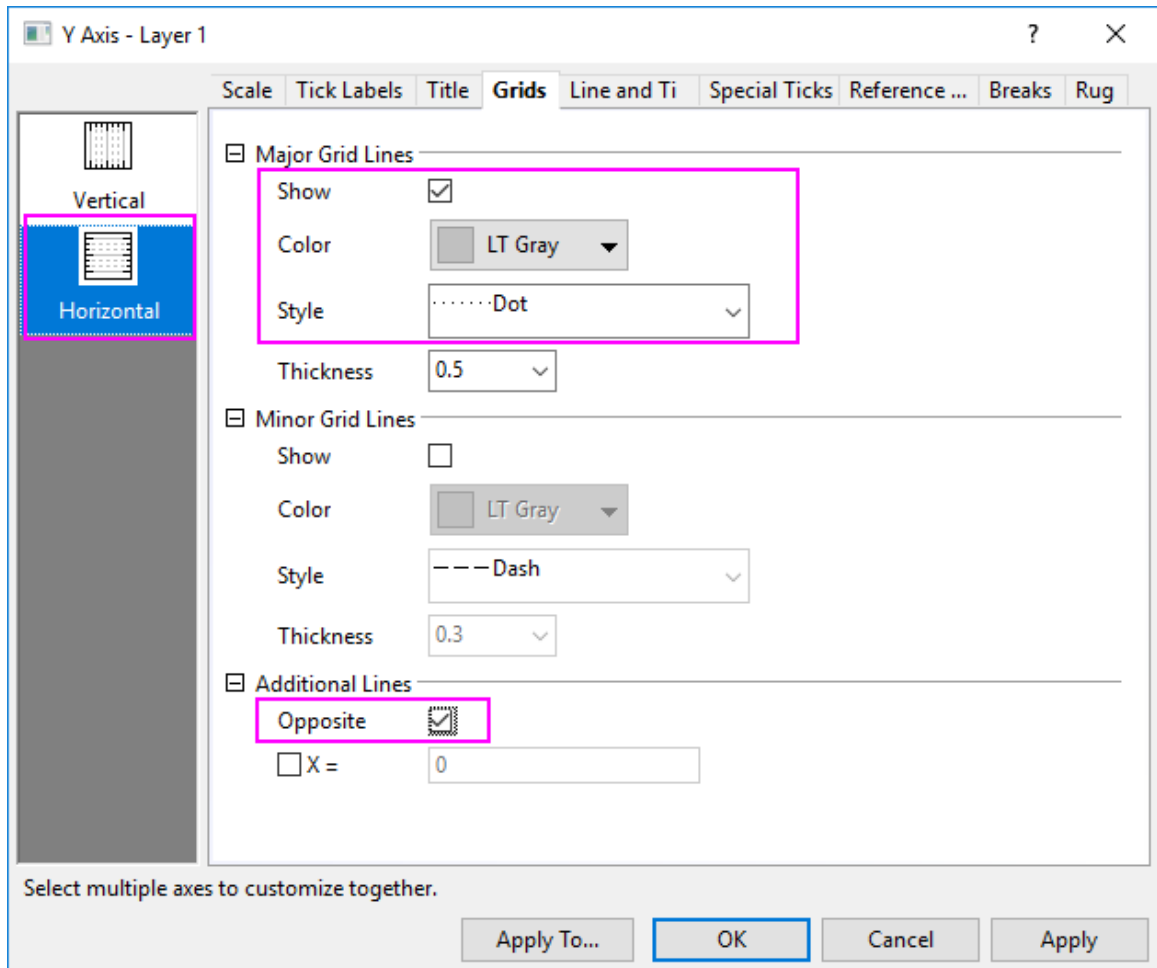 Y Axis - Layer 1
Scale Tick Labels Title Grids Line and Ti Special Ticks Reference ... Breaks Rug
Vertical
Horizontal
Major Grid Lines
Show
Color LT Gray
Style Dot
Thickness 0.5
Minor Grid Lines
Show
Color LT Gray
Style Dash
Thickness 0.3
Additional Lines
Opposite
X = 0
Select multiple axes to customize together.
Apply To... OK Cancel Apply